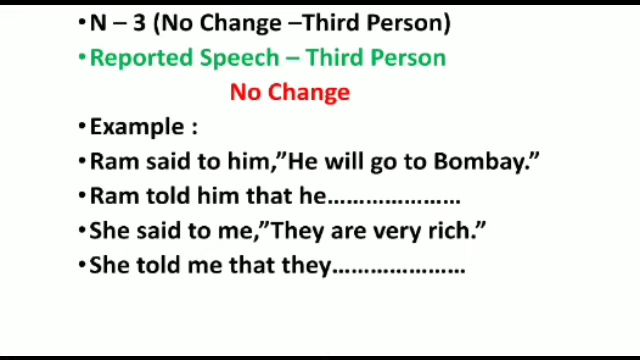 •N – 3 (No Change –Third Person)
•Reported Speech – Third Person
No Change
•Example :
•Ram said to him,”He will go to Bombay.”
•Ram told him that he…………………
•She said to me,”They are very rich.”
•She told me that they…………………